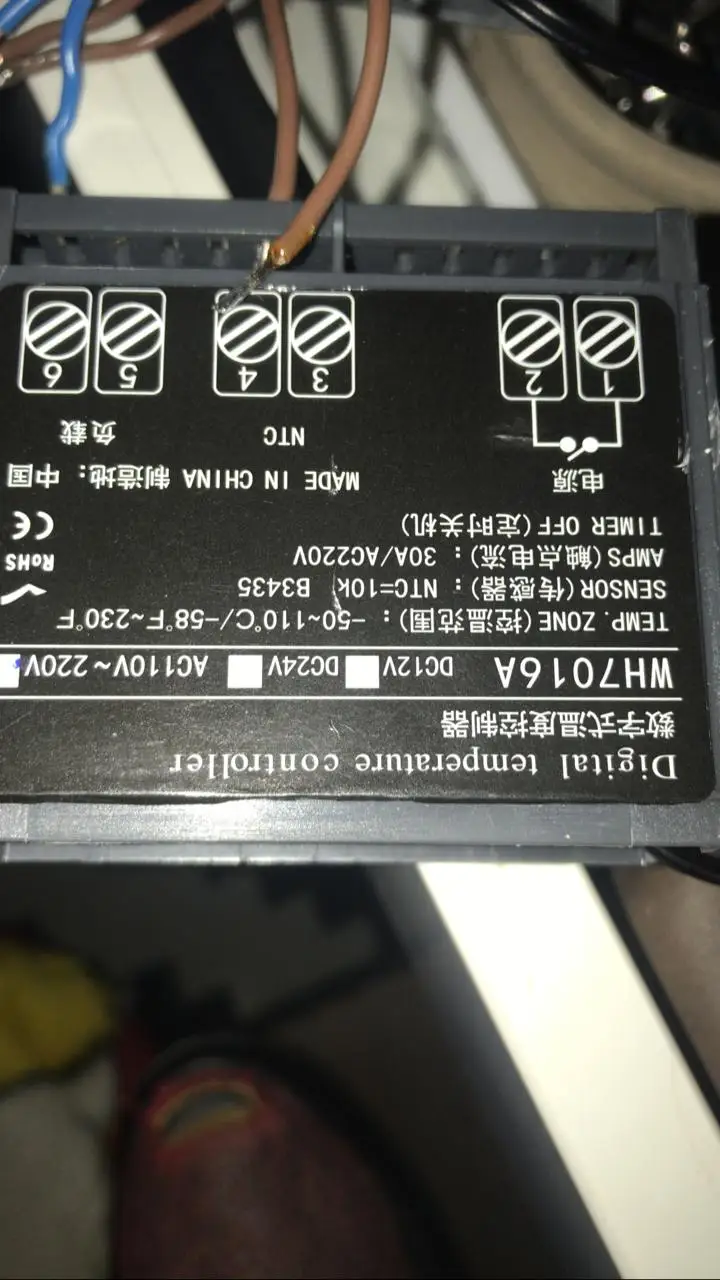 Digital temperature controller
数字式温度控制器
WH7016A DC12V DC24V AC110V~220V
TEMP. ZONE(控温范围): -50~110℃/-58°F~230°F
SENSOR(传感器): NTC=10k B3435
AMPS(触点电流): 30A/AC220V
RoHS
TIMER OFF(定时关机)
CE
电源
MADE IN CHINA 制造地: 中国
NTC
负载
1 2 3 4 5 6